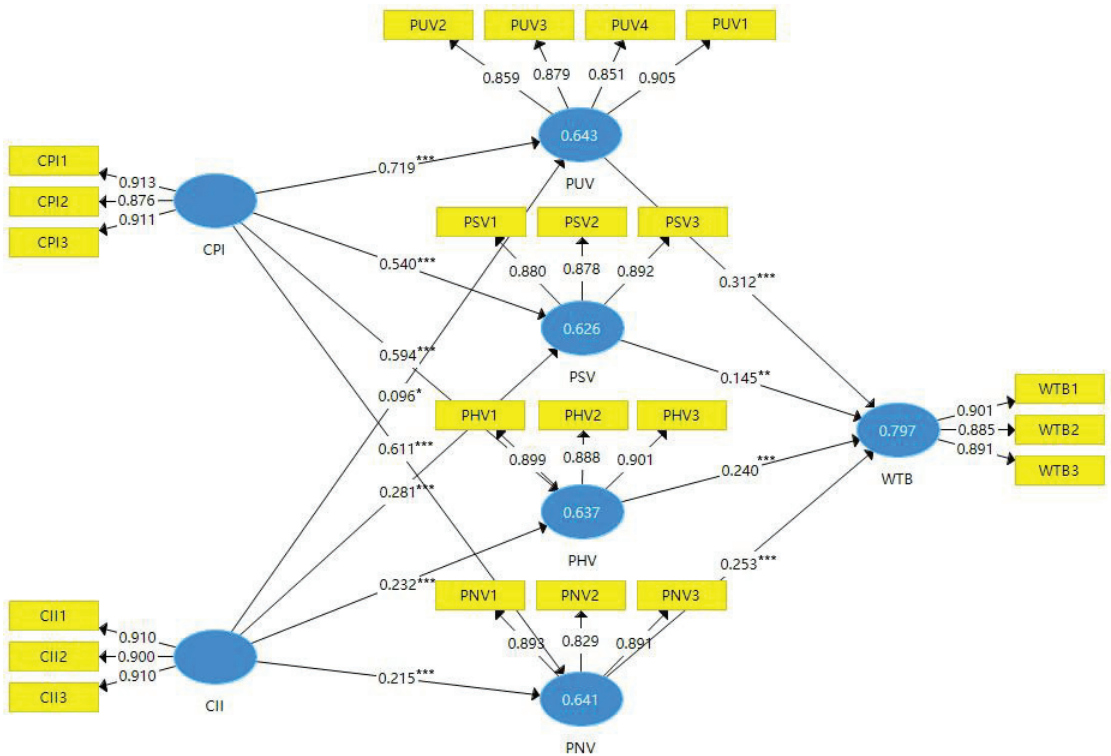 PUV2 PUV3 PUV4 PUV1
0.859 0.879 0.851 0.905
0.643
PUV
CPI1
CPI2
CPI3
0.913
0.876
0.911
CPI
0.719***
0.540***
0.594***
0.096*
0.611***
0.281***
0.232***
0.215***
PSV1 PSV2 PSV3
0.880 0.878 0.892
0.626
PSV
0.312***
0.145**
0.240***
0.253***
PHV1 PHV2 PHV3
0.899 0.888 0.901
0.637
PHV
0.797
WTB
0.901
0.885
0.891
WTB1
WTB2
WTB3
CII1
CII2
CII3
0.910
0.900
0.910
CII
PNV1 PNV2 PNV3
0.893 0.829 0.891
0.641
PNV